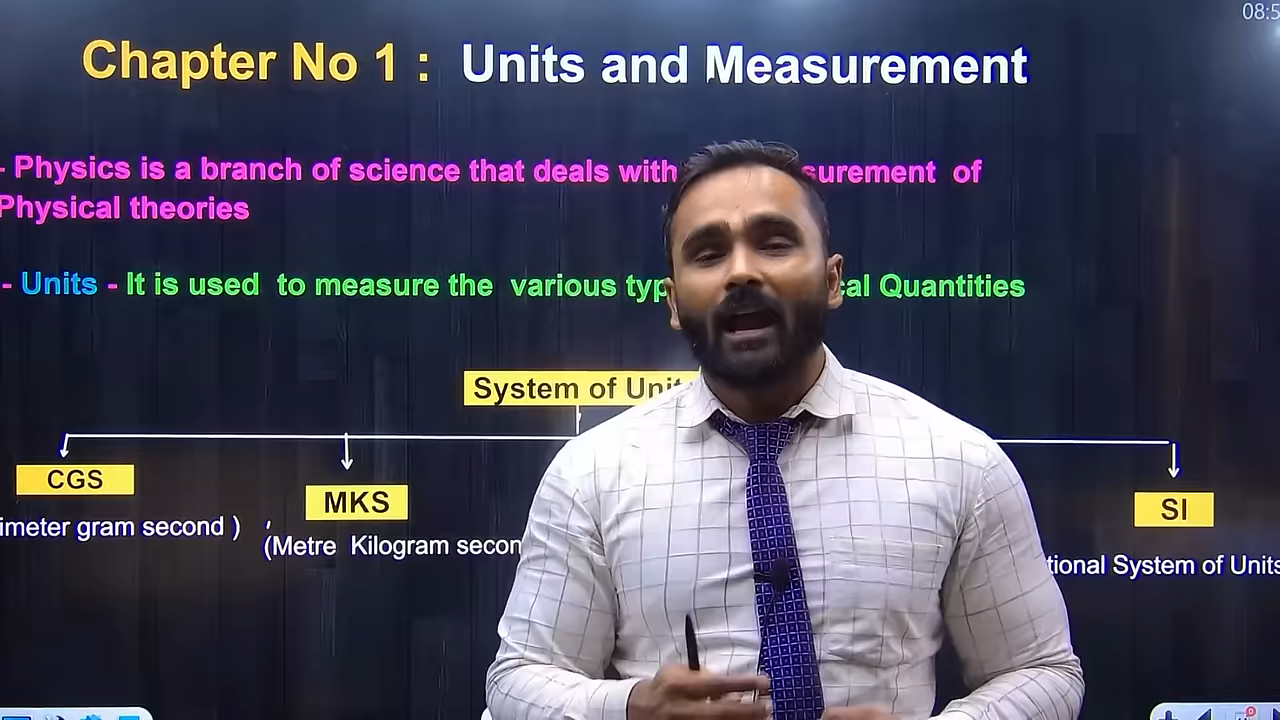 08:5
Chapter No 1 : Units and Measurement
- Physics is a branch of science that deals with surement of
Physical theories
- Units - It is used to measure the various typ cal Quantities
System of Unit
CGS
MKS
SI
imeter gram second )
(Metre Kilogram secon
tional System of Units